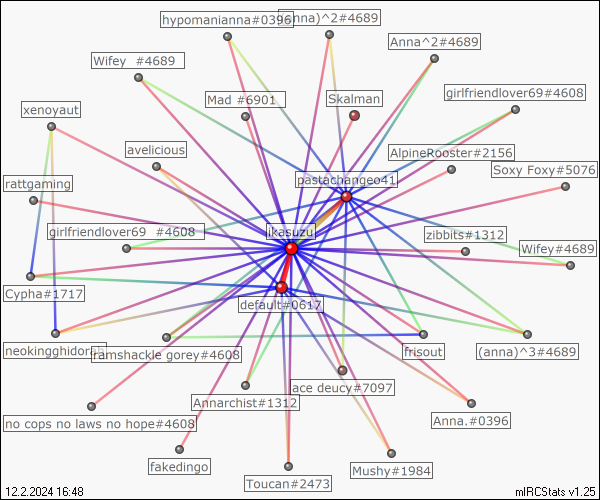 hypomanianna#0396
(anna)^2#4689
Anna^2#4689
Wifey #4689
girlfriendlover69#4608
Mad #6901
Skalman
xenoyaut
avelicious
AlpineRooster#2156
Soxy Foxy#5076
pastachangeo41
rattgaming
girlfriendlover69 #4608
ikasuzu
zibbits#1312
Wifey#4689
Cypha#1717
default#0617
neokingghidorah
ramshackle gorey#4608
frisout
(anna)^3#4689
ace deucy#7097
Annarchist#1312
no cops no laws no hope#4608
Anna.#0396
fakedingo
Toucan#2473
Mushy#1984
12.2.2024 16:48
mIRCStats v1.25